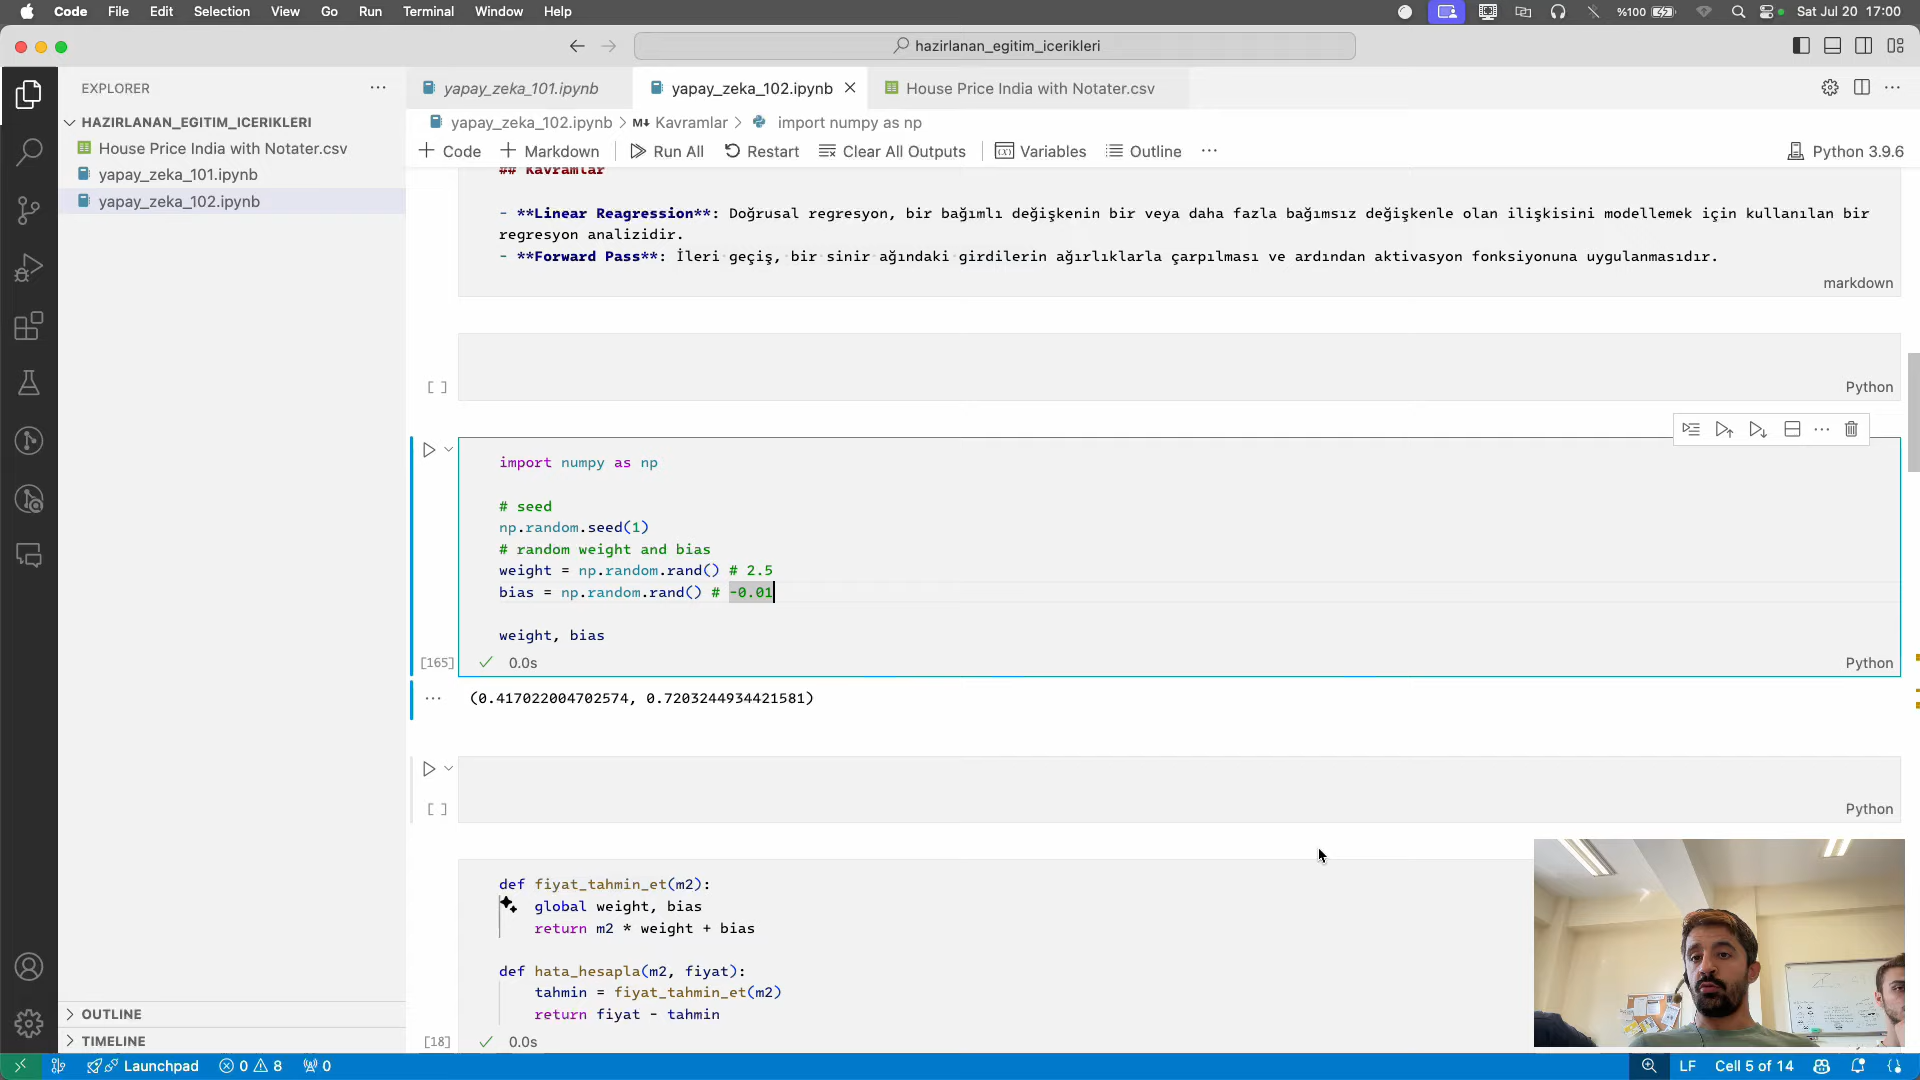 Code File Edit Selection View Go Run Terminal Window Help %100 Sat Jul 20 17:00
hazirlanan_egitim_icerikleri
EXPLORER
yapay_zeka_101.ipynb yapay_zeka_102.ipynb House Price India with Notater.csv
HAZIRLANAN_EGITIM_ICERIKLERI
House Price India with Notater.csv
yapay_zeka_101.ipynb
yapay_zeka_102.ipynb
yapay_zeka_102.ipynb > M↓ Kavramlar > import numpy as np
+ Code + Markdown Run All Restart Clear All Outputs Variables Outline ... Python 3.9.6
## Kavramlar
- **Linear Reagression**: Doğrusal regresyon, bir bağımlı değişkenin bir veya daha fazla bağımsız değişkenle olan ilişkisini modellemek için kullanılan bir
regresyon analizidir.
- **Forward Pass**: İleri geçiş, bir sinir ağındaki girdilerin ağırlıklarla çarpılması ve ardından aktivasyon fonksiyonuna uygulanmasıdır.
markdown
[ ]
Python
import numpy as np
# seed
np.random.seed(1)
# random weight and bias
weight = np.random.rand() # 2.5
bias = np.random.rand() # -0.01
weight, bias
[165] 0.0s Python
(0.417022004702574, 0.7203244934421581)
[ ] Python
def fiyat_tahmin_et(m2):
global weight, bias
return m2 * weight + bias
def hata_hesapla(m2, fiyat):
tahmin = fiyat_tahmin_et(m2)
return fiyat - tahmin
[18] 0.0s
OUTLINE
TIMELINE
Launchpad 0 8 0 LF Cell 5 of 14